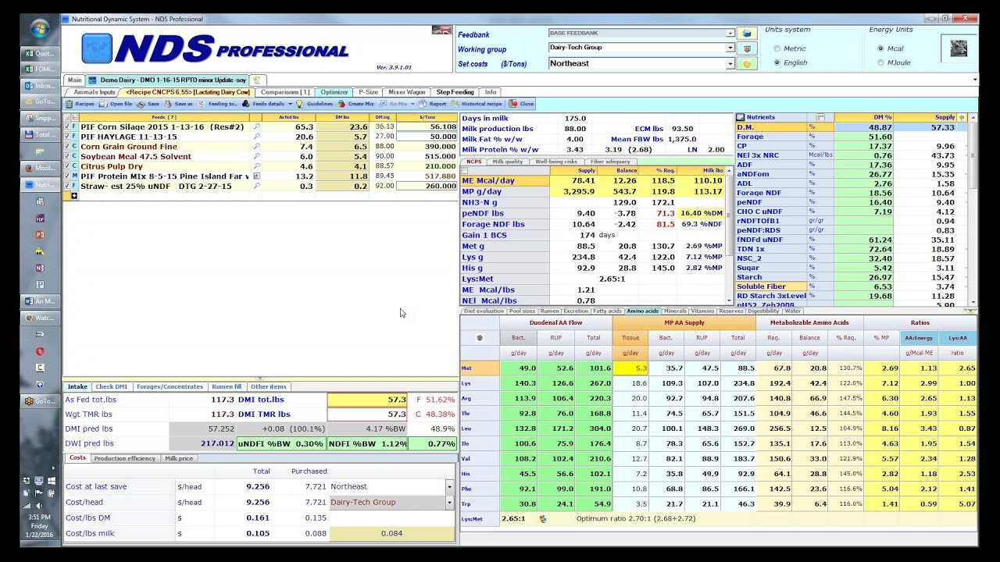 Nutritional Dynamic System - NDS Professional
NDS PROFESSIONAL
Ver. 3.9.1.01
Feedbank BASE FEEDBANK
Working group Dairy-Tech Group
Set costs ($/Tons) Northeast
Units system Energy Units
Metric Mcal
English MJoule
Quot...
FOMi...
Inbox...
GoTo...
Snipp...
Total ...
Mozil...
Nutri...
An M...
Watc...
GoTo...
3:51 PM
Friday
1/22/2016
Main Demo Dairy - DMO 1-16-15 RPTD minor Update -soy
Animals Inputs <Recipe CNCPS 6.55> [Lactating Dairy Cow] Comparisons [1] Optimizer P-Size Mixer Wagon Step Feeding Info
Recipes Open file Save Save as Feeding to... Feeds details Guidelines Create Mix Re-Mix Report Historical recipe Close
Feeds [ 7 ] As fed lbs DM lbs DM ing $/Tons
F PIF Corn Silage 2015 1-13-16 (Res#2) 65.3 23.6 36.13 56.108
F PIF HAYLAGE 11-13-15 20.6 5.7 27.90 50.000
C Corn Grain Ground Fine 7.4 6.5 88.00 390.000
C Soybean Meal 47.5 Solvent 6.0 5.4 90.00 515.000
C Citrus Pulp Dry 4.6 4.1 88.57 210.000
M PIF Protein MIx 8-5-15 Pine Island Far w 13.2 11.8 89.45 517.880
F Straw- est 25% uNDF DTG 2-27-15 0.3 0.2 92.00 260.000
Days in milk 175.0
Milk production lbs 88.00 ECM lbs 93.50
Milk Fat % w/w 4.00 Mean FBW lbs 1,375.0
Milk Protein % w/w 3.43 3.19 (2.68) LN 2.00
NCPS Milk quality Well-being risks Fiber adequacy
Supply Balance % Req. Milk lbs
ME Mcal/day 78.41 12.26 118.5 110.10
MP g/day 3,295.9 543.7 119.8 113.17
NH3-N g 129.0 172.1
peNDF lbs 9.40 -3.78 71.3 16.40 %DM
Forage NDF lbs 10.64 -2.42 81.5 69.3 %NDF
Gain 1 BCS 174 days
Met g 88.5 20.8 130.7 2.69 %MP
Lys g 234.8 42.4 122.0 7.12 %MP
His g 92.9 28.8 145.0 2.82 %MP
Lys:Met 2.65:1
ME Mcal/lbs 1.21
NEl Mcal/lbs 0.78
Nutrients DM % Supply
D.M. % 48.87 57.33
Forage % 51.60
CP % 17.37 9.96
Nel 3x NRC Mcal/lbs 0.76 43.73
ADF % 17.36 9.95
aNDFom % 26.77 15.35
ADL % 2.76 1.58
Forage NDF % 18.56 10.64
peNDF % 16.40 9.40
CHO C uNDF % 7.19 4.12
rNDFTOfB1 gr/gr 0.94
peNDF:RDS gr/gr 0.83
fNDFd uNDF % 61.24 35.11
TDN 1x % 72.64 18.89
NSC_2 % 32.40 18.57
Sugar % 5.42 3.11
Starch % 26.97 15.47
Soluble Fiber % 6.53 3.74
RD Starch 3xLevel % 19.68 11.28
pH52_Zeb2008 5.90
Diet evaluation Pool sizes Rumen Excretion Fatty acids Amino acids Minerals Vitamins Reserves Digestibility Water
Duodenal AA Flow MP AA Supply Metabolizable Amino Acids Ratios
Bact. RUP Total Tissue Bact. RUP Total Req. Balance % Req. % MP AA:Energy Lys:AA
g/day g/day g/day g/day g/day g/day g/day g/day g/day g/Mcal ME ratio
Met 49.0 52.6 101.6 5.3 35.7 47.5 88.5 67.8 20.8 130.7% 2.69 1.13 2.65
Lys 140.3 126.6 267.0 18.6 109.3 107.0 234.8 192.4 42.4 122.0% 7.12 2.99 1.00
Arg 113.9 106.4 220.3 20.0 92.7 94.8 207.6 140.8 66.9 147.5% 6.30 2.65 1.13
Thr 92.8 76.0 168.8 11.4 74.5 65.7 151.5 104.9 46.6 144.5% 4.60 1.93 1.55
Leu 132.8 171.2 304.0 20.7 100.1 148.3 269.0 256.5 12.5 104.9% 8.16 3.43 0.87
Ile 100.6 75.9 176.4 8.7 78.3 65.6 152.7 135.1 17.6 113.0% 4.63 1.95 1.54
Val 108.2 102.4 210.6 12.7 82.1 88.9 183.7 150.6 33.0 121.9% 5.57 2.34 1.28
His 45.5 56.6 102.1 7.2 35.8 49.9 92.9 64.1 28.8 145.0% 2.82 1.18 2.53
Phe 92.1 99.0 191.0 10.8 68.8 86.5 166.1 142.5 23.6 116.6% 5.04 2.12 1.41
Trp 30.8 24.1 54.9 3.5 21.7 21.1 46.3 39.9 6.4 116.0% 1.41 0.59 5.07
Lys:Met 2.65:1 Optimum ratio 2.70:1 (2.68÷2.72)
Intake Check DMI Forages/Concentrates Rumen fill Other items
As Fed tot.lbs 117.3 DMI tot.lbs 57.3 F 51.62%
Wgt TMR lbs 117.3 DMI TMR lbs 57.3 C 48.38%
DMI pred lbs 57.252 +0.08 (100.1%) 4.17 %BW 48.9%
DWI pred lbs 217.012 uNDFI %BW 0.30% NDFI %BW 1.12% 0.77%
Costs Production efficiency Milk price
Total Purchased
Cost at last save $/head 9.256 7.721 Northeast
Cost/head $/head 9.256 7.721 Dairy-Tech Group
Cost/lbs DM $ 0.161 0.135
Cost/lbs milk $ 0.105 0.088 0.084